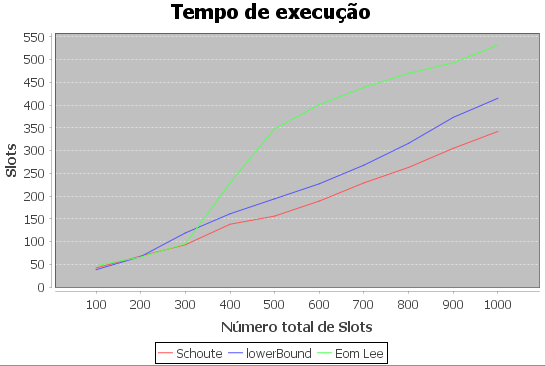 Tempo de execução
550
500
450
400
350
300
250
200
150
100
50
0
Slots
100 200 300 400 500 600 700 800 900 1000
Número total de Slots
Schoute lowerBound Eom Lee